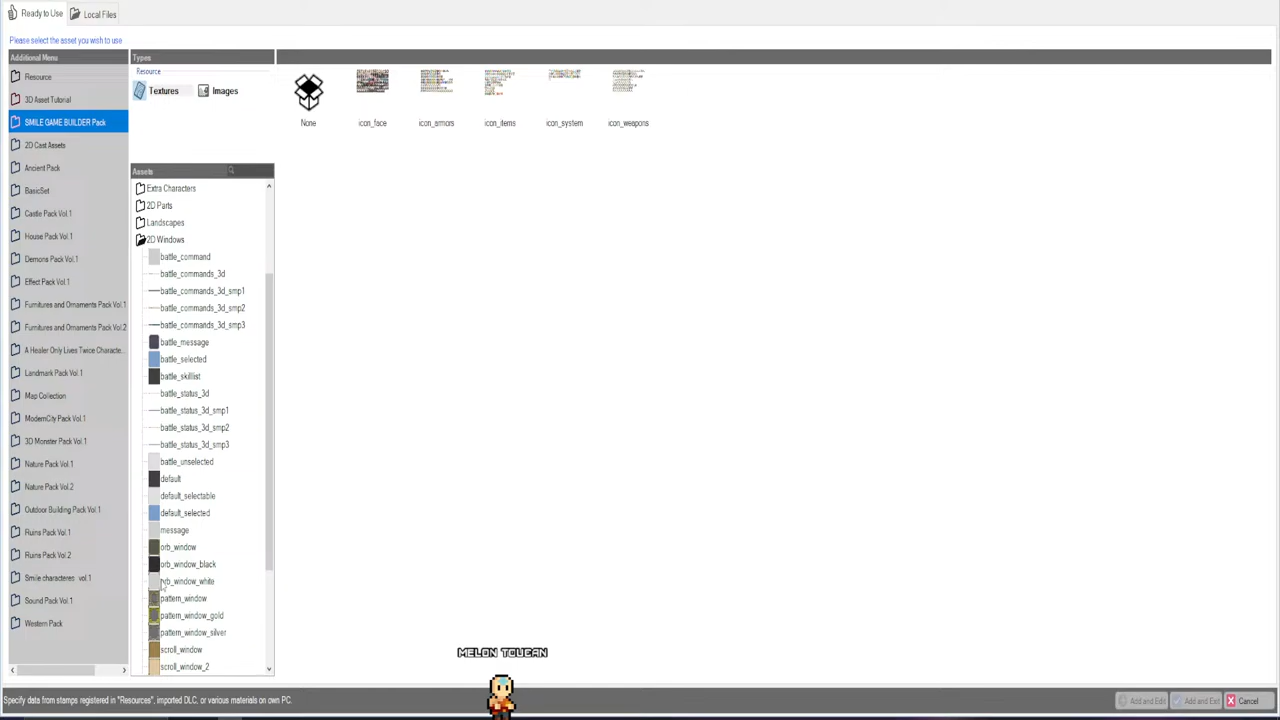 Ready to Use
Local Files
Please select the asset you wish to use
Additional Menu
Resource
3D Asset Tutorial
SMILE GAME BUILDER Pack
2D Cast Assets
Ancient Pack
BasicSet
Castle Pack Vol.1
House Pack Vol.1
Demons Pack Vol.1
Effect Pack Vol.1
Furnitures and Ornaments Pack Vol.1
Furnitures and Ornaments Pack Vol.2
A Healer Only Lives Twice Characte...
Landmark Pack Vol.1
Map Collection
ModernCity Pack Vol.1
3D Monster Pack Vol.1
Nature Pack Vol.1
Nature Pack Vol.2
Outdoor Building Pack Vol.1
Ruins Pack Vol.1
Ruins Pack Vol.2
Smile characteres vol.1
Sound Pack Vol.1
Western Pack
Types
Resource
Textures
Images
Assets
Extra Characters
2D Parts
Landscapes
2D Windows
battle_command
battle_commands_3d
battle_commands_3d_smp1
battle_commands_3d_smp2
battle_commands_3d_smp3
battle_message
battle_selected
battle_skilllist
battle_status_3d
battle_status_3d_smp1
battle_status_3d_smp2
battle_status_3d_smp3
battle_unselected
default
default_selectable
default_selected
message
orb_window
orb_window_black
orb_window_white
pattern_window
pattern_window_gold
pattern_window_silver
scroll_window
scroll_window_2
None
icon_face
icon_armors
icon_items
icon_system
icon_weapons
MELON TOUCAN
Specify data from stamps registered in "Resources", imported DLC, or various materials on own PC.
Add and Edit
Add and Exit
Cancel